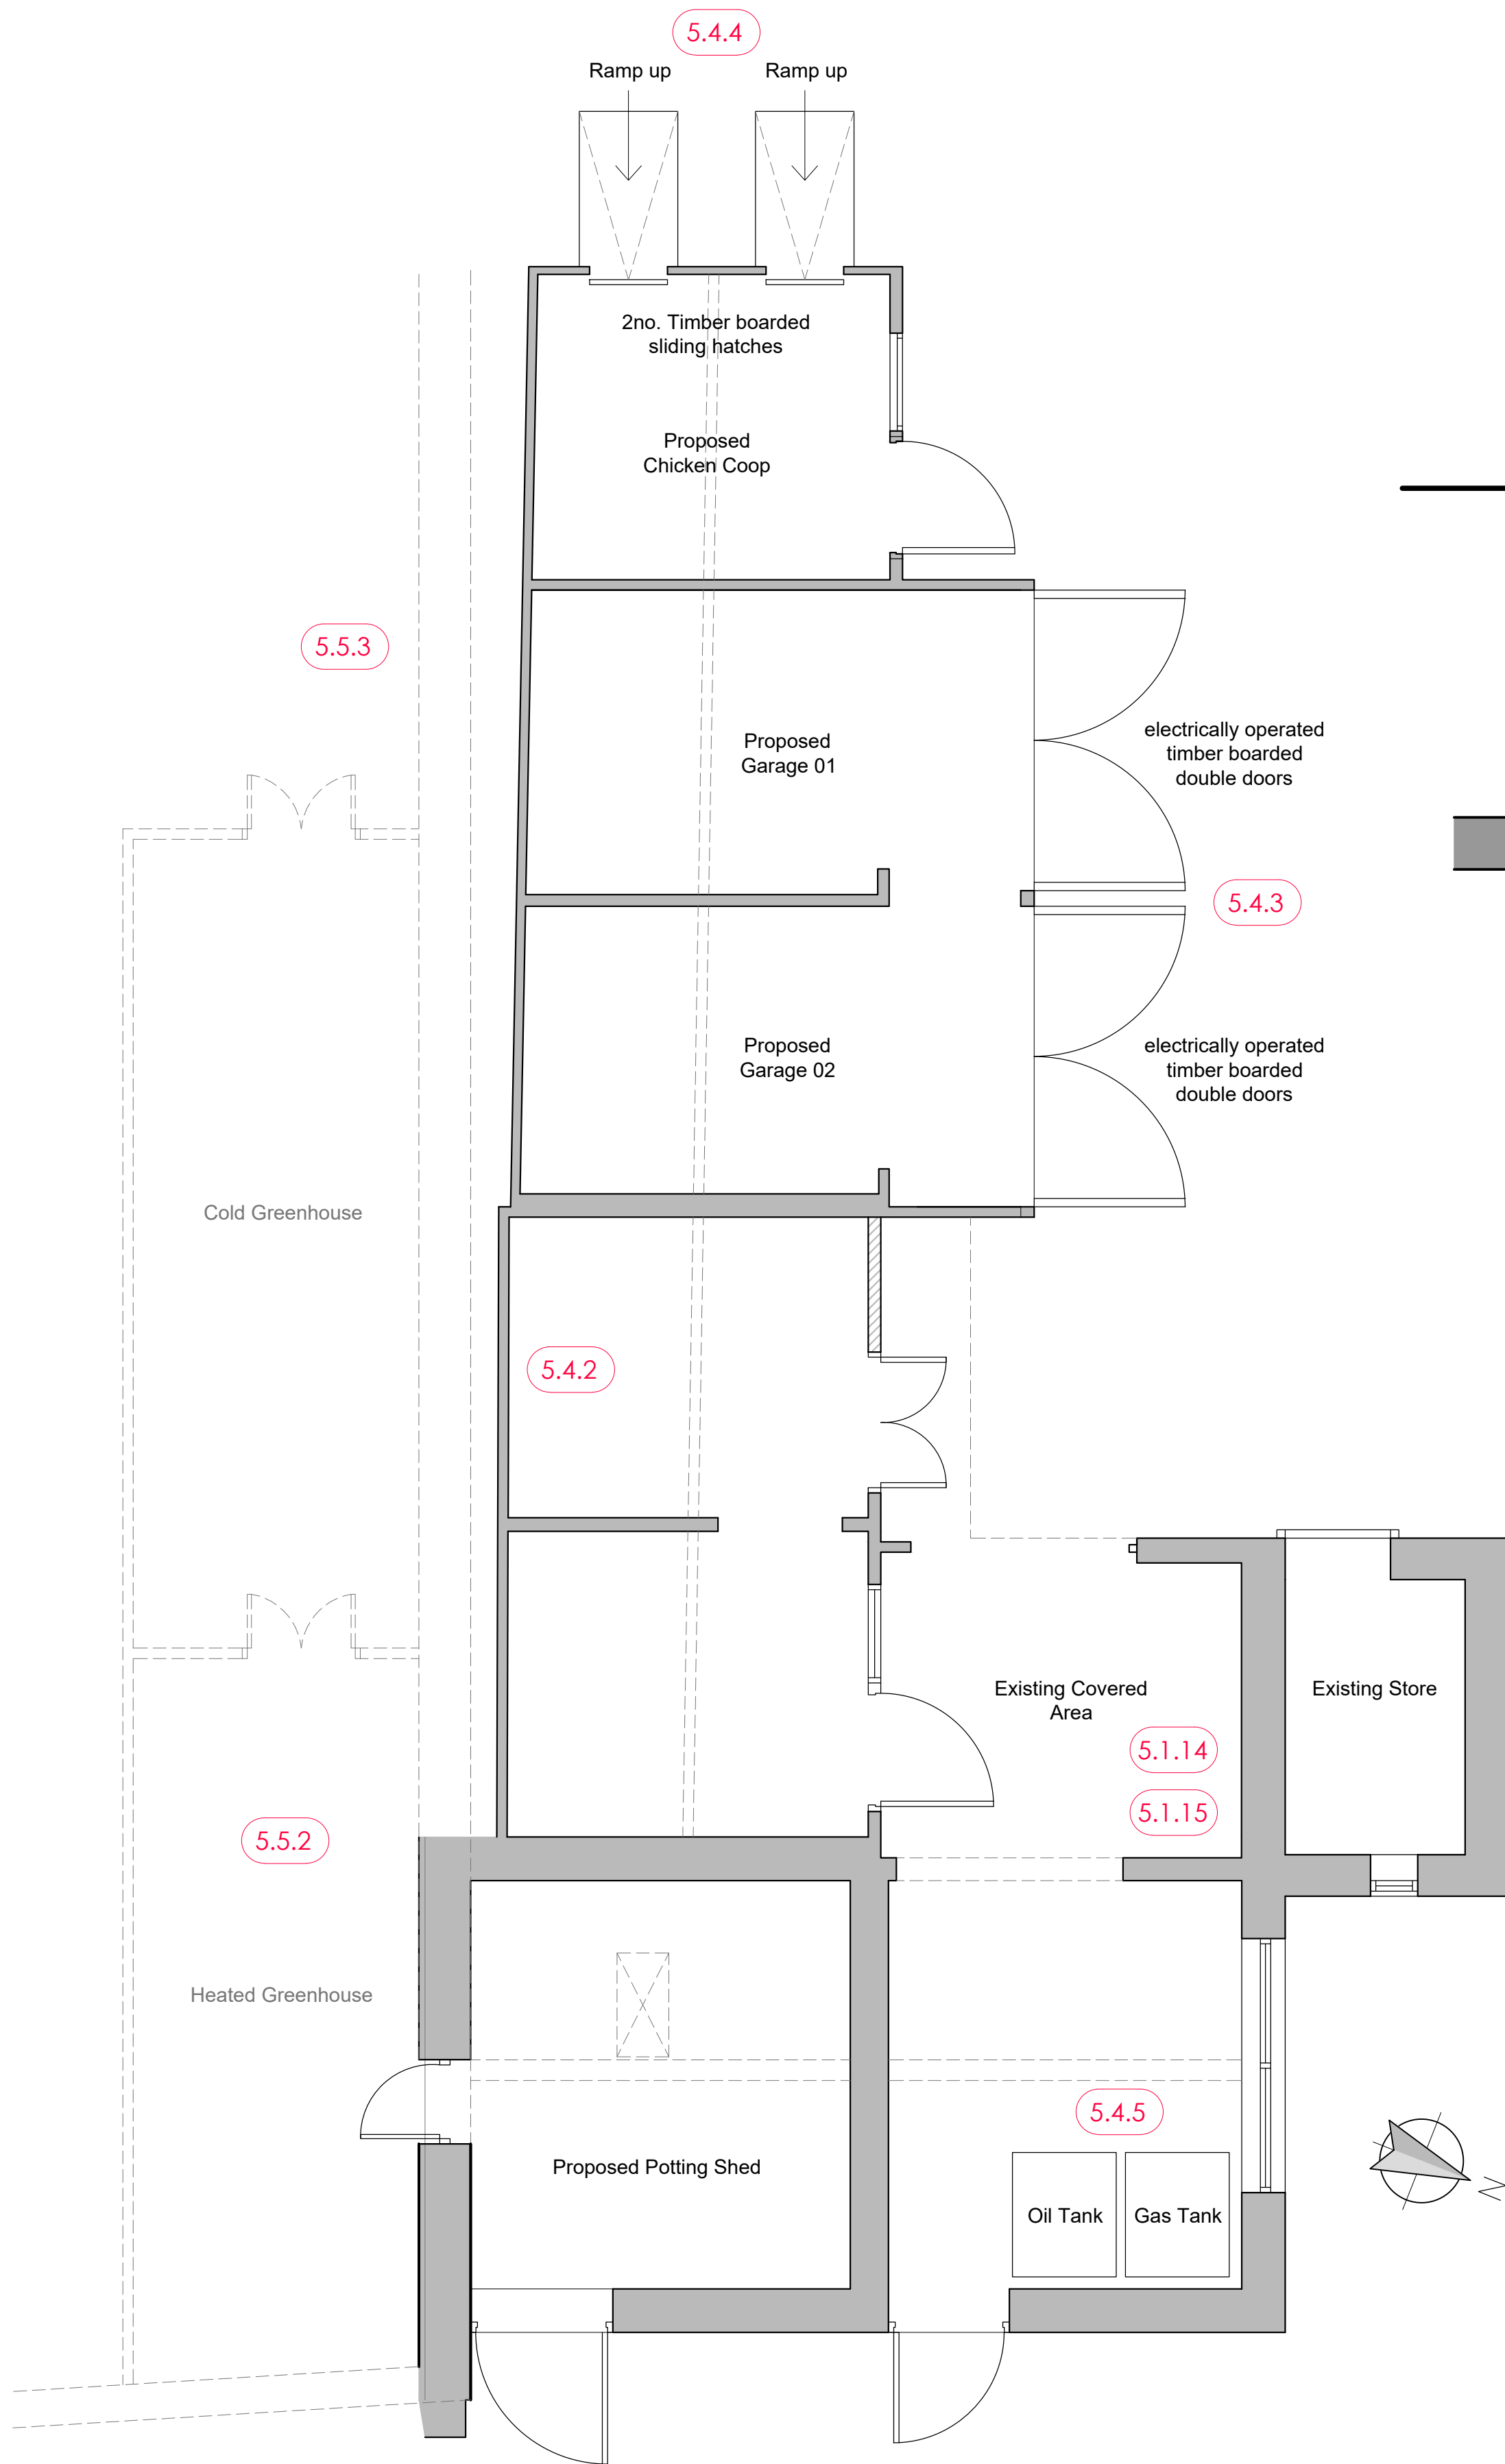 5.4.4
Ramp up
Ramp up
2no. Timber boarded
sliding hatches
Proposed
Chicken Coop
5.5.3
Proposed
Garage 01
electrically operated
timber boarded
double doors
5.4.3
Proposed
Garage 02
electrically operated
timber boarded
double doors
Cold Greenhouse
5.4.2
Existing Covered
Area
Existing Store
5.1.14
5.1.15
5.5.2
Heated Greenhouse
5.4.5
Proposed Potting Shed
Oil Tank
Gas Tank
N